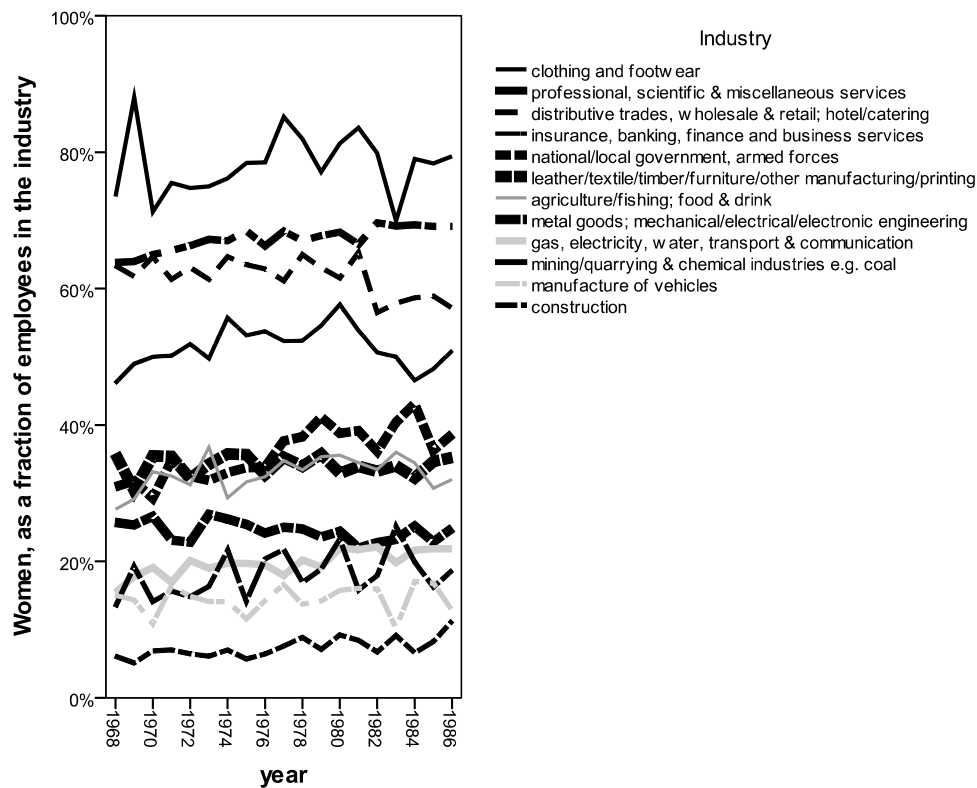 100%
80%
60%
40%
20%
0%
Women, as a fraction of employees in the industry
1968
1970
1972
1974
1976
1978
1980
1982
1984
1986
year
Industry
clothing and footwear
professional, scientific & miscellaneous services
distributive trades, wholesale & retail; hotel/catering
insurance, banking, finance and business services
national/local government, armed forces
leather/textile/timber/furniture/other manufacturing/printing
agriculture/fishing; food & drink
metal goods; mechanical/electrical/electronic engineering
gas, electricity, water, transport & communication
mining/quarrying & chemical industries e.g. coal
manufacture of vehicles
construction